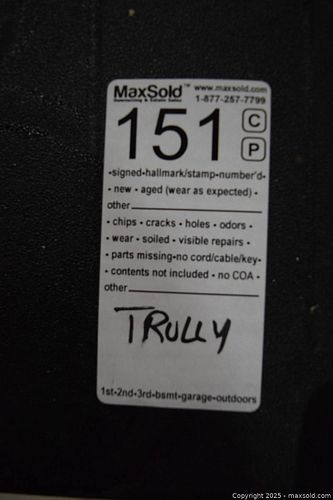 MaxSold™ www.maxsold.com
Downsizing & Estate Sales 1-877-257-7799
151 C
P
•signed•hallmark/stamp•number'd•
• new • aged (wear as expected) •
other
• chips • cracks • holes • odors •
• wear • soiled • visible repairs •
• parts missing•no cord/cable/key•
• contents not included • no COA •
other
TRULLY
1st•2nd•3rd•bsmt•garage•outdoors
Copyright © 2025 - maxsold.com